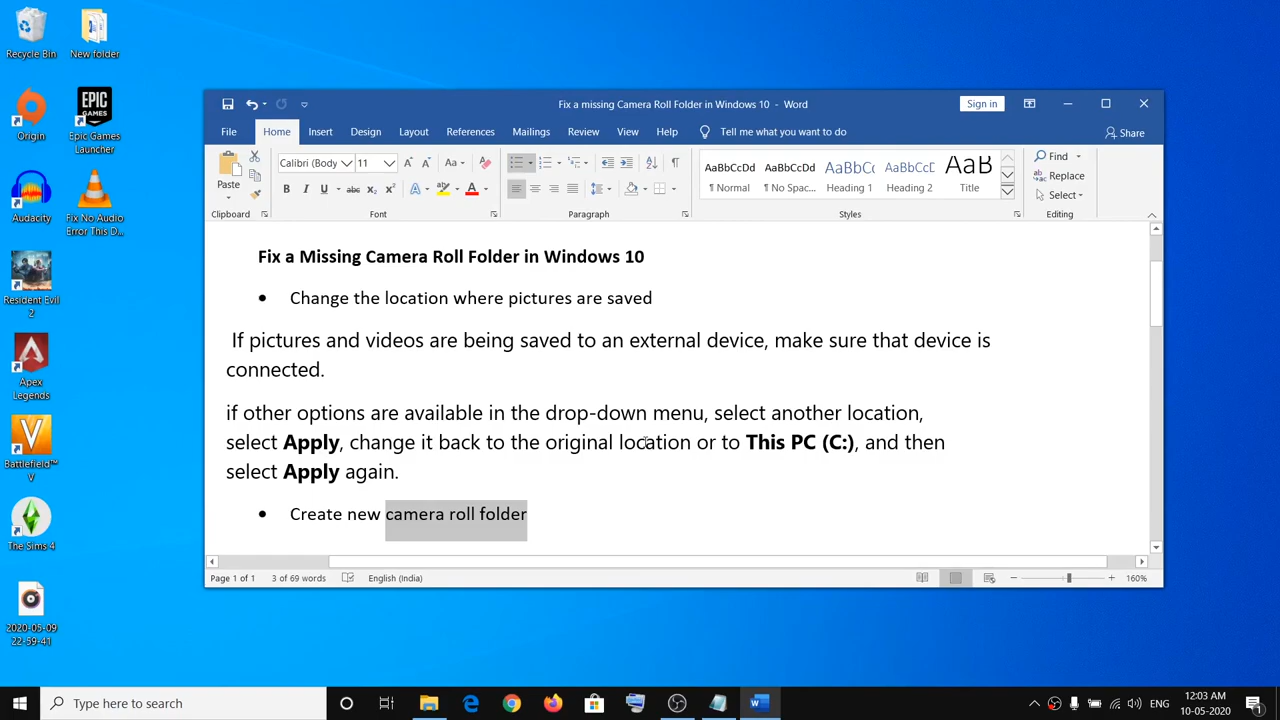 Recycle Bin
New folder
Origin
EPIC GAMES
Epic Games Launcher
Audacity
Fix No Audio Error This D...
Resident Evil 2
Apex Legends
Battlefield™ V
The Sims 4
2020-05-09 22-59-41
Fix a missing Camera Roll Folder in Windows 10 - Word
Sign in
File Home Insert Design Layout References Mailings Review View Help Tell me what you want to do Share
Paste
Calibri (Body 11
Aa
B I U abc x₂ x²
AaBbCcDd AaBbCcDd AaBbCc AaBbCcD AaB
¶ Normal ¶ No Spac... Heading 1 Heading 2 Title
Find
Replace
Select
Clipboard Font Paragraph Styles Editing
Fix a Missing Camera Roll Folder in Windows 10
• Change the location where pictures are saved
If pictures and videos are being saved to an external device, make sure that device is
connected.
if other options are available in the drop-down menu, select another location,
select Apply, change it back to the original location or to This PC (C:), and then
select Apply again.
• Create new camera roll folder
Page 1 of 1 3 of 69 words English (India) 160%
Type here to search
ENG
12:03 AM
10-05-2020
1